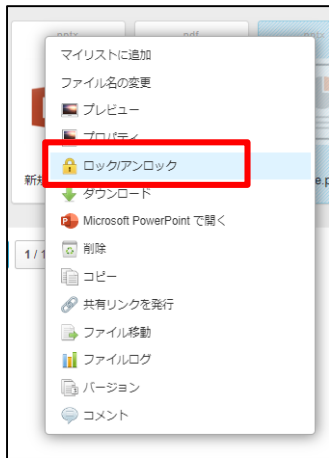 pptx
pdf
pptx
マイリストに追加
ファイル名の変更
プレビュー
プロパティ
ロック/アンロック
ダウンロード
Microsoft PowerPoint で開く
削除
コピー
共有リンクを発行
ファイル移動
ファイルログ
バージョン
コメント
新規
e.p
1 / 1